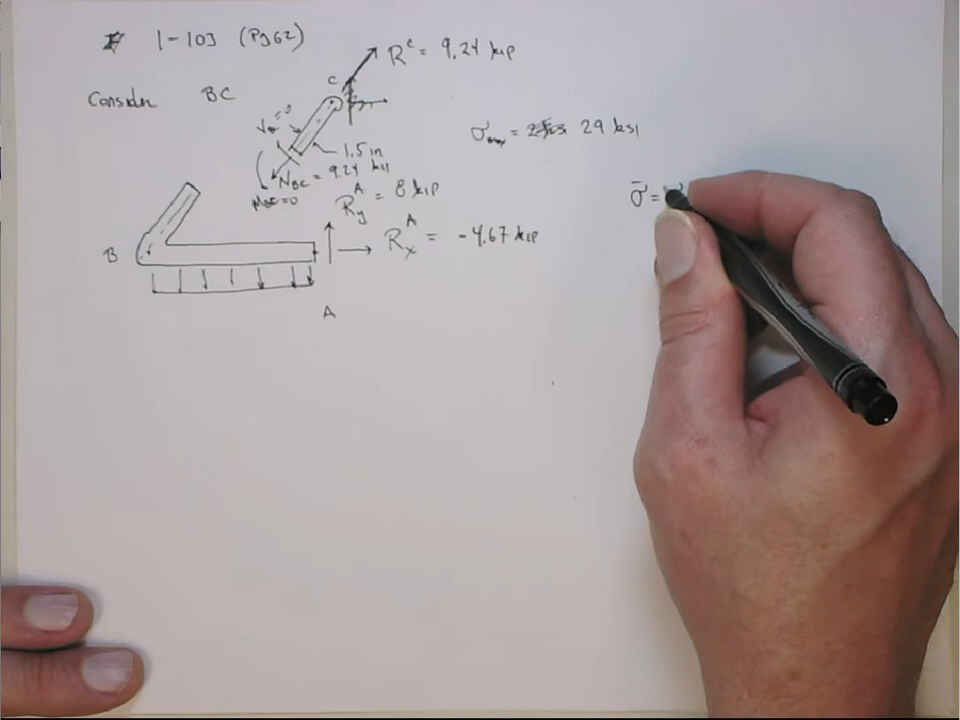 1-103 (Pg 62)
R^c = 9.24 kip
C
Consider BC
σ_max = 29 ksi
1.5 in
N_BC = 9.24 kip
M_BC = 0
R_y^A = 8 kip
R_x^A = -4.67 kip
B
A
σ =